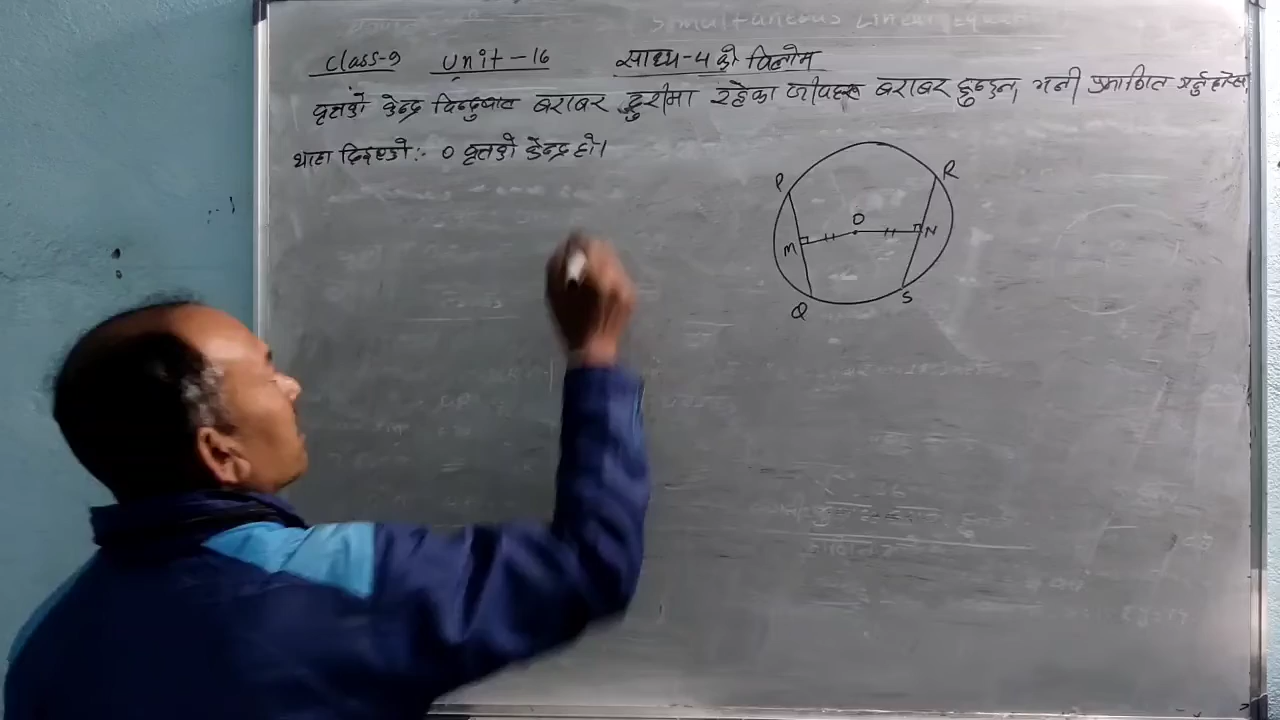 Class-9 Unit-16 साध्य-4 को विलोम
वृत्तको केन्द्र विन्दुबाट बराबर दुरीमा रहेका जीवाहरु बराबर हुन्छन् भनी प्रमाणित गर्नुहोस्
थाहा दिइएको:- O वृत्तको केन्द्र हो।
P
R
O
M
N
Q
S